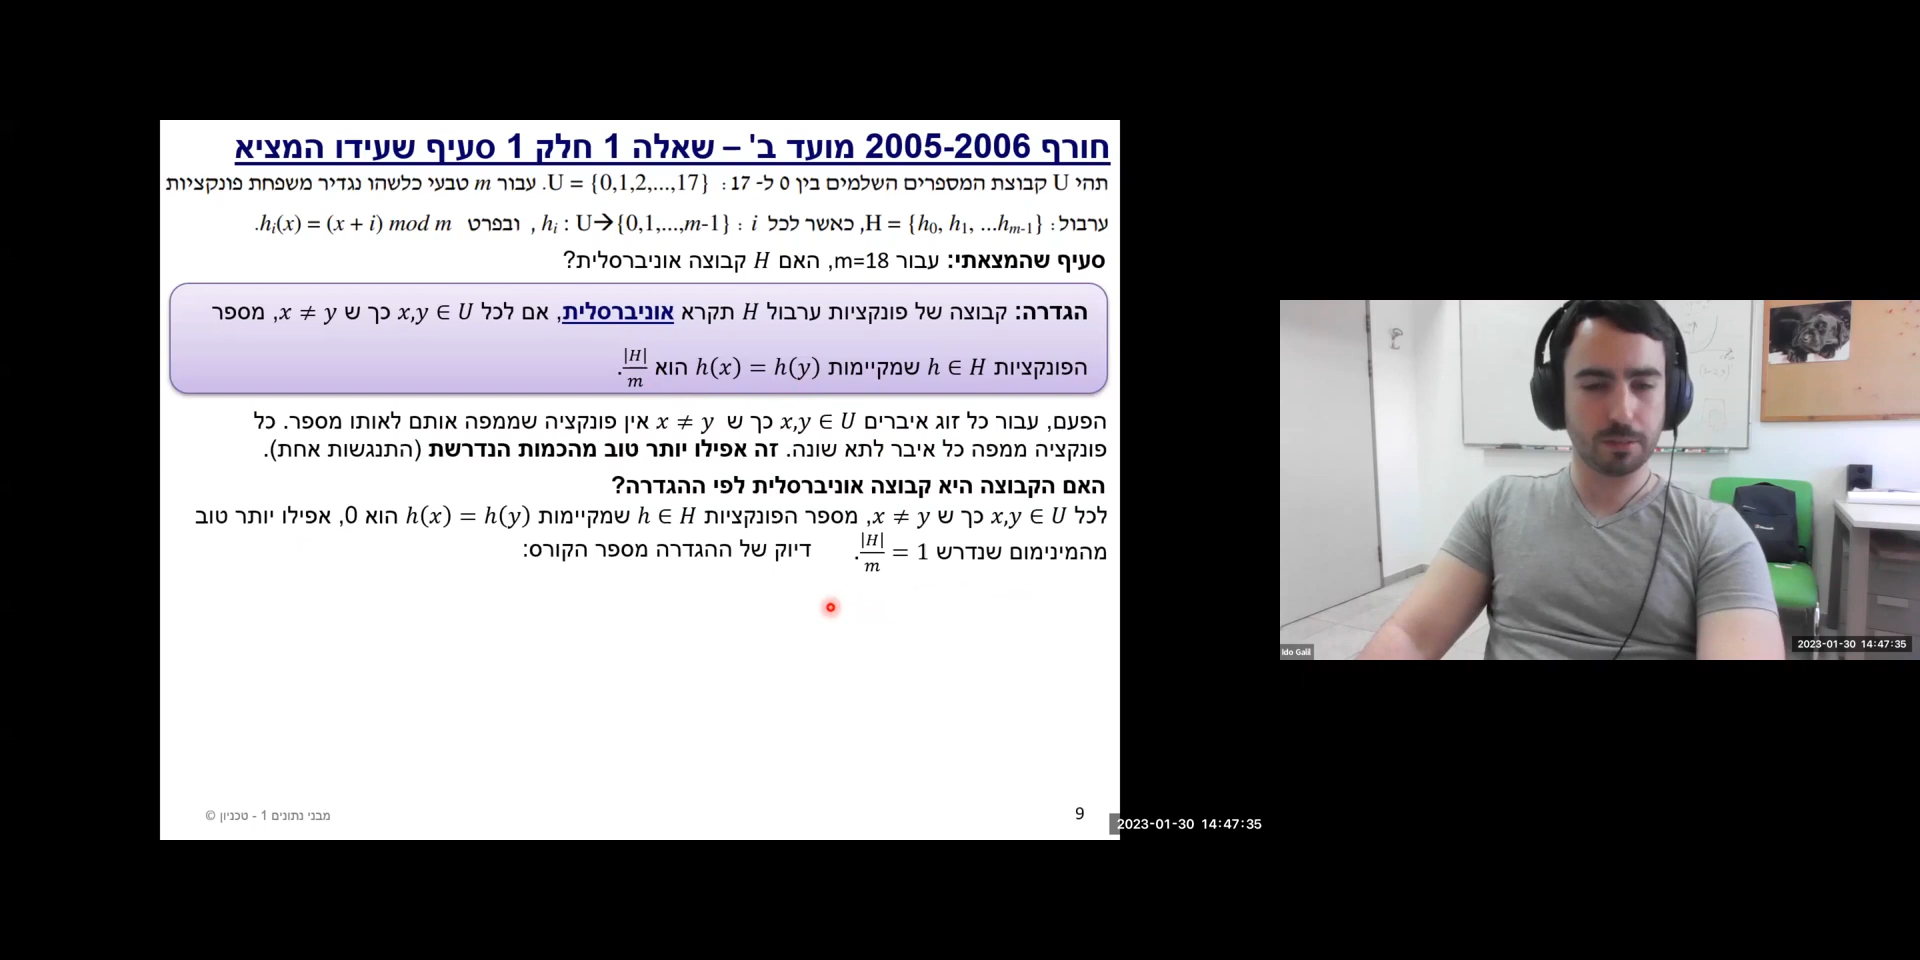 חורף 2005-2006 מועד ב' – שאלה 1 חלק 1 סעיף שעידו המציא
תהי U קבוצת המספרים השלמים בין 0 ל- 17: U = {0,1,2,...,17}. עבור m טבעי כלשהו נגדיר משפחת פונקציות
ערבול: H = {h₀, h₁, ...hₘ₋₁}, כאשר לכל i : hᵢ : U→{0,1,...,m-1} , ובפרט hᵢ(x) = (x + i) mod m.
סעיף שהמצאתי: עבור m=18, האם H קבוצה אוניברסלית?
הגדרה: קבוצה של פונקציות ערבול H תקרא אוניברסלית, אם לכל x,y ∈ U כך ש x ≠ y, מספר
הפונקציות h ∈ H שמקיימות h(x) = h(y) הוא |H|/m.
הפעם, עבור כל זוג איברים x,y ∈ U כך ש x ≠ y אין פונקציה שממפה אותם לאותו מספר. כל
פונקציה ממפה כל איבר לתא שונה. זה אפילו יותר טוב מהכמות הנדרשת (התנגשות אחת).
האם הקבוצה היא קבוצה אוניברסלית לפי ההגדרה?
לכל x,y ∈ U כך ש x ≠ y, מספר הפונקציות h ∈ H שמקיימות h(x) = h(y) הוא 0, אפילו יותר טוב
מהמינימום שנדרש |H|/m = 1. דיוק של ההגדרה מספר הקורס:
מבני נתונים 1 - טכניון ©
9
2023-01-30 14:47:35
Ido Galil
2023-01-30 14:47:35